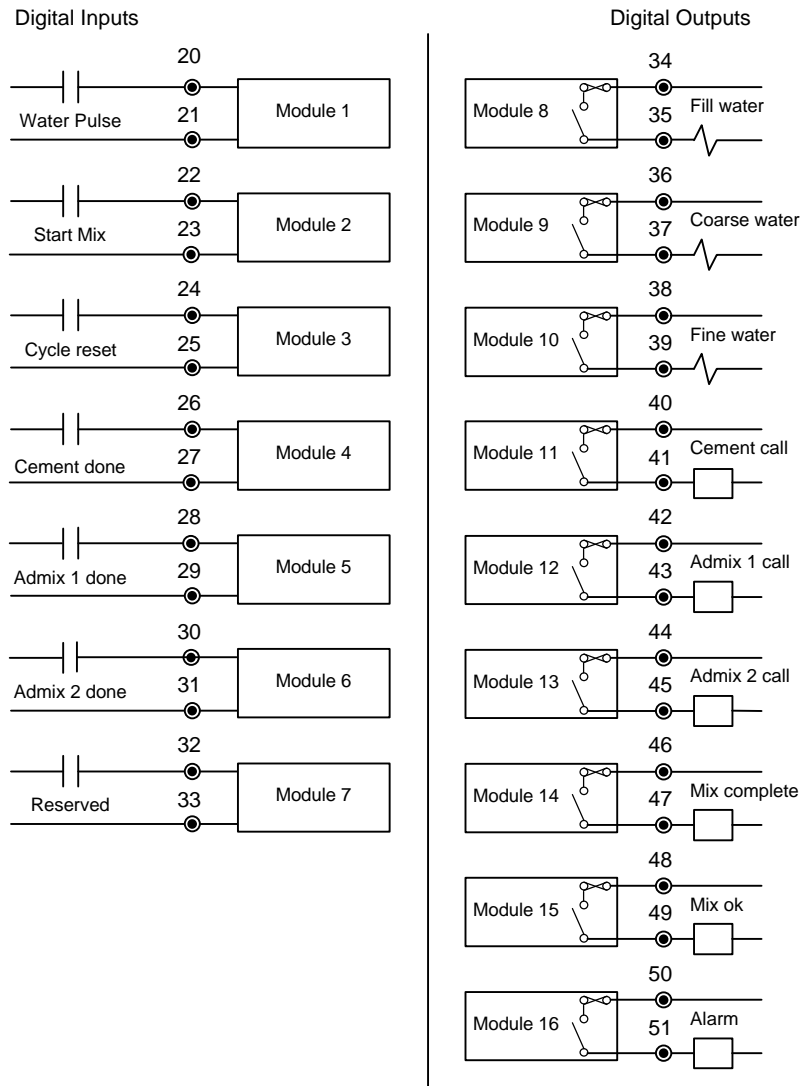 Digital Inputs
20
Water Pulse
21
Module 1
22
Start Mix
23
Module 2
24
Cycle reset
25
Module 3
26
Cement done
27
Module 4
28
Admix 1 done
29
Module 5
30
Admix 2 done
31
Module 6
32
Reserved
33
Module 7
Digital Outputs
34
Module 8
35
Fill water
36
Module 9
37
Coarse water
38
Module 10
39
Fine water
40
Module 11
41
Cement call
42
Module 12
43
Admix 1 call
44
Module 13
45
Admix 2 call
46
Module 14
47
Mix complete
48
Module 15
49
Mix ok
50
Module 16
51
Alarm